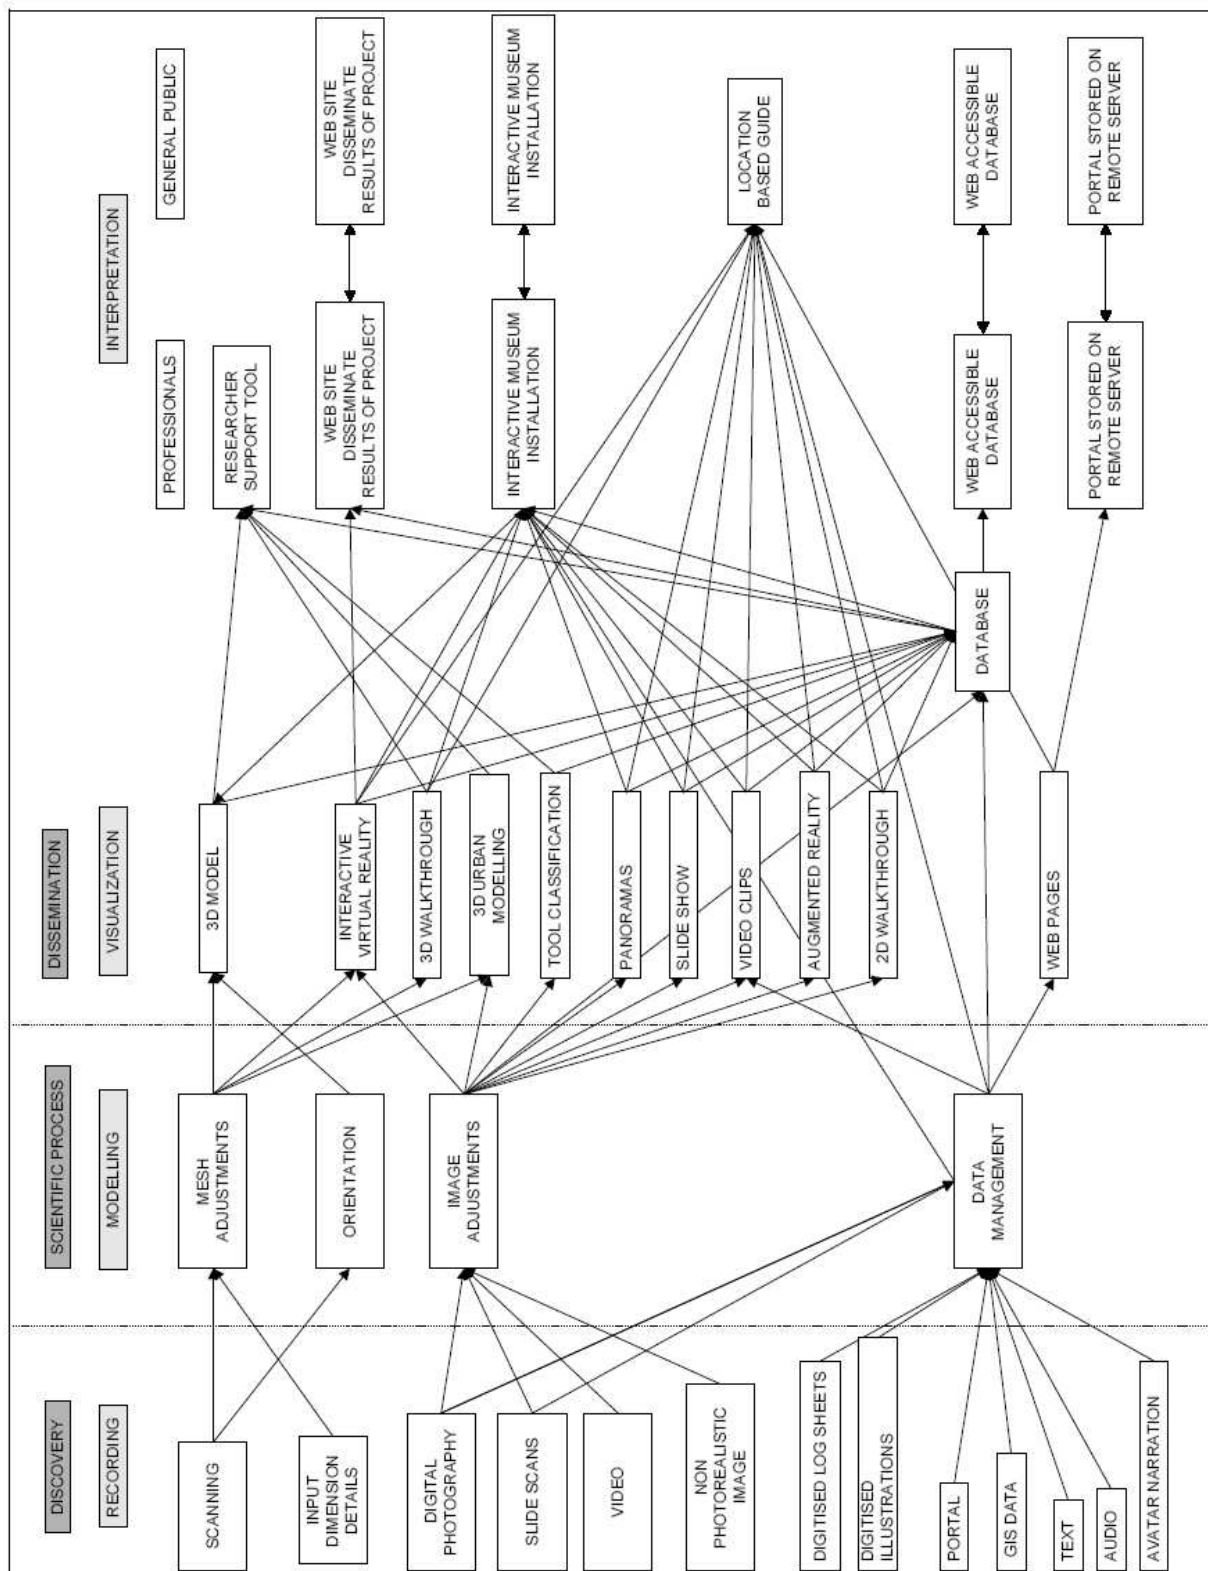 DISCOVERY
RECORDING
SCANNING
INPUT
DIMENSION
DETAILS
DIGITAL
PHOTOGRAPHY
SLIDE SCANS
VIDEO
NON
PHOTOREALISTIC
IMAGE
DIGITISED LOG SHEETS
DIGITISED
ILLUSTRATIONS
PORTAL
GIS DATA
TEXT
AUDIO
AVATAR NARRATION
SCIENTIFIC PROCESS
MODELLING
MESH
ADJUSTMENTS
ORIENTATION
IMAGE
ADJUSTMENTS
DATA
MANAGEMENT
DISSEMINATION
VISUALIZATION
3D MODEL
INTERACTIVE
VIRTUAL REALITY
3D WALKTHROUGH
3D URBAN
MODELLING
TOOL CLASSIFICATION
PANORAMAS
SLIDE SHOW
VIDEO CLIPS
AUGMENTED REALITY
2D WALKTHROUGH
WEB PAGES
DATABASE
INTERPRETATION
PROFESSIONALS
RESEARCHER
SUPPORT TOOL
WEB SITE
DISSEMINATE
RESULTS OF PROJECT
INTERACTIVE MUSEUM
INSTALLATION
WEB ACCESSIBLE
DATABASE
PORTAL STORED ON
REMOTE SERVER
GENERAL PUBLIC
WEB SITE
DISSEMINATE
RESULTS OF PROJECT
INTERACTIVE MUSEUM
INSTALLATION
LOCATION
BASED GUIDE
WEB ACCESSIBLE
DATABASE
PORTAL STORED ON
REMOTE SERVER